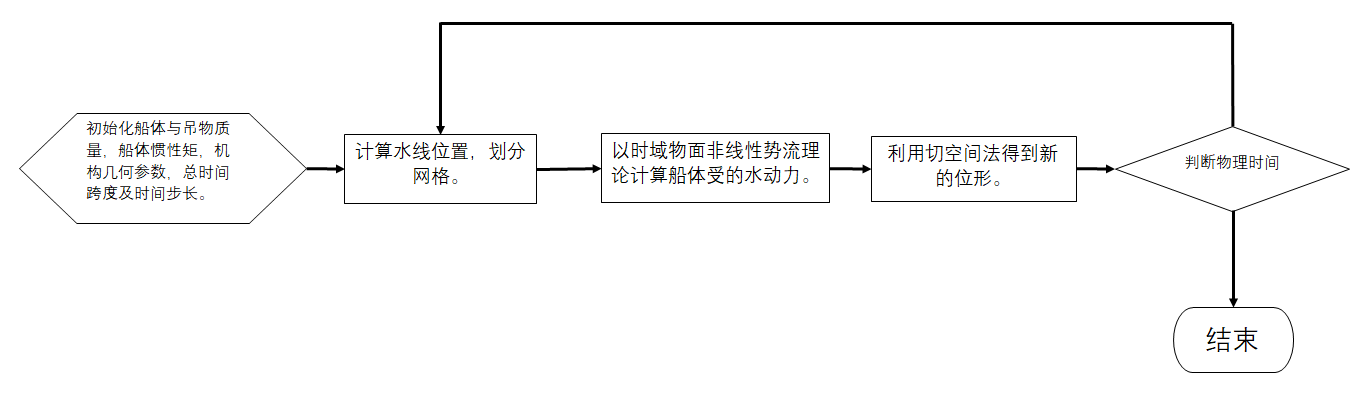 初始化船体与吊物质
量，船体惯性矩，机
构几何参数，总时间
跨度及时间步长。
计算水线位置，划分
网格。
以时域物面非线性势流理
论计算船体受的水动力。
利用切空间法得到新
的位形。
判断物理时间
结束